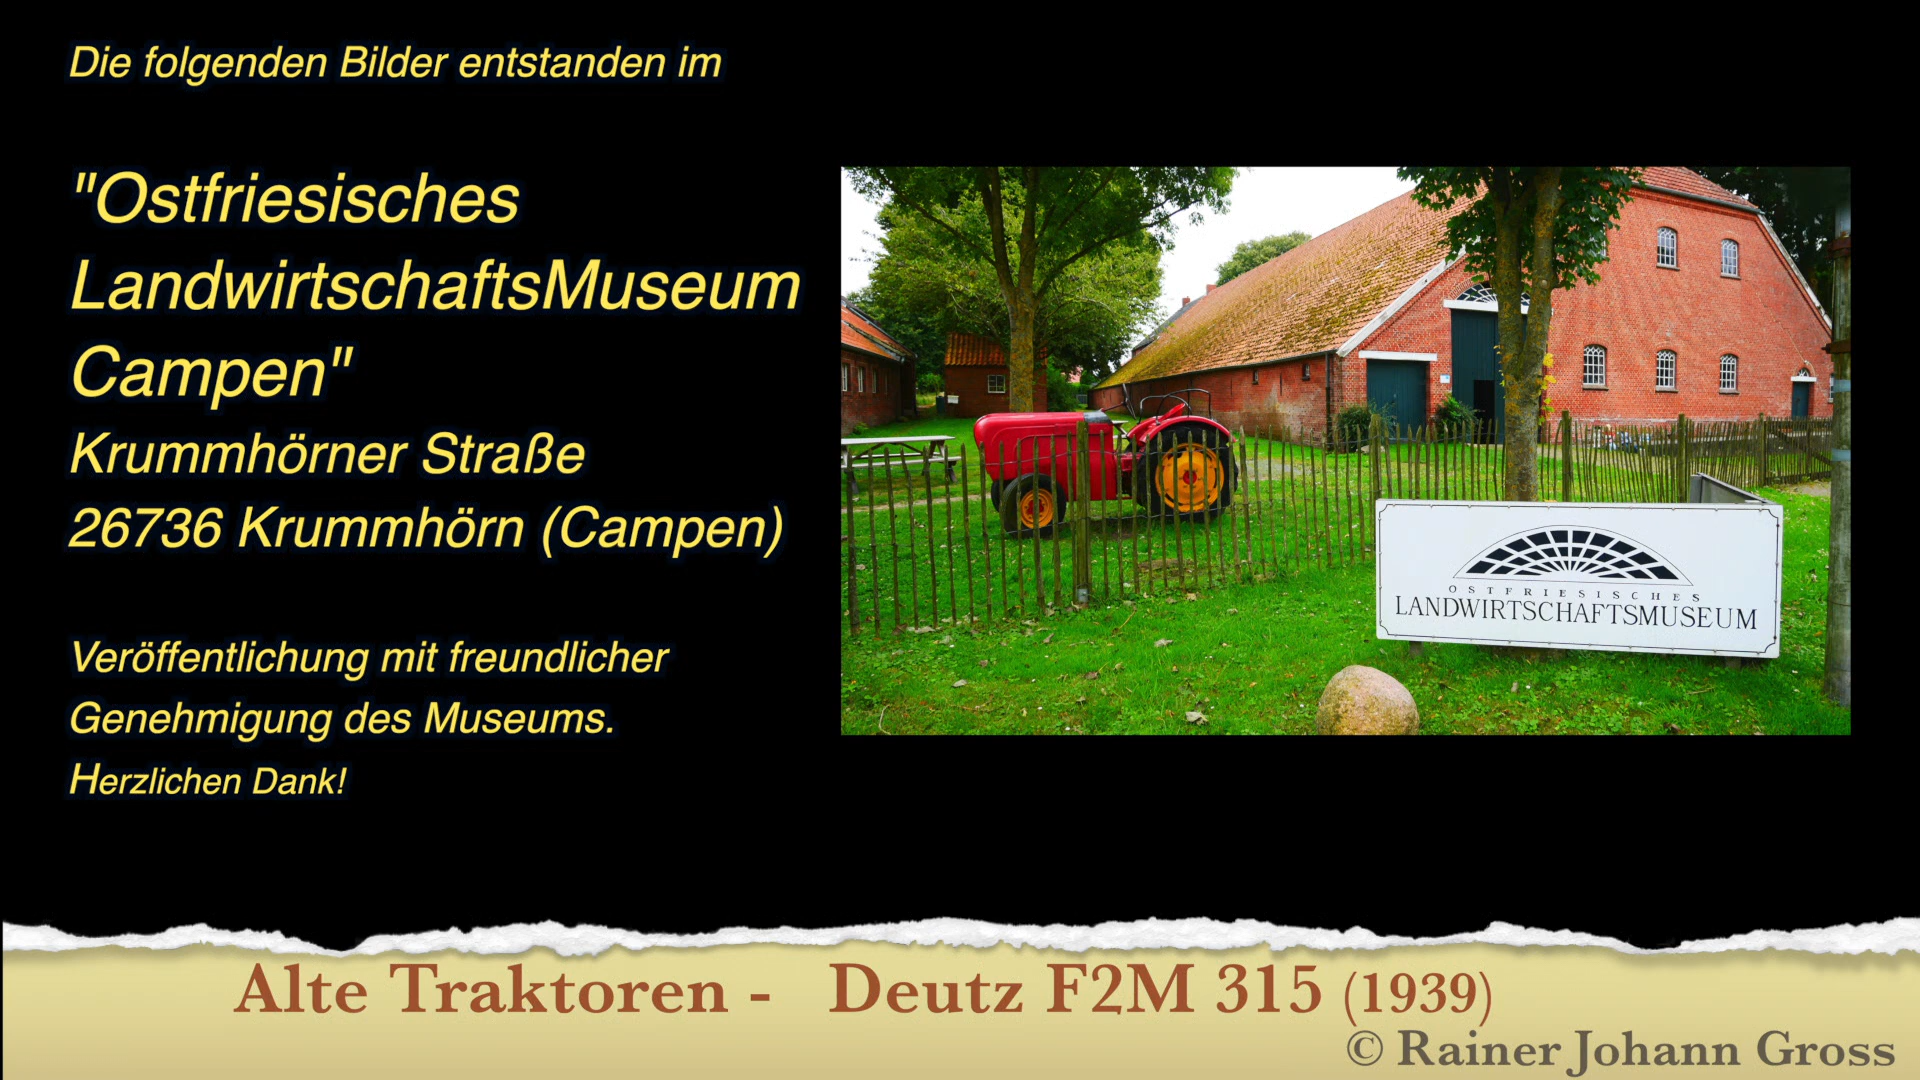 Die folgenden Bilder entstanden im
"Ostfriesisches
LandwirtschaftsMuseum
Campen"
Krummhörner Straße
26736 Krummhörn (Campen)
Veröffentlichung mit freundlicher
Genehmigung des Museums.
Herzlichen Dank!
OSTFRIESISCHES
LANDWIRTSCHAFTSMUSEUM
Alte Traktoren - Deutz F2M 315 (1939)
© Rainer Johann Gross